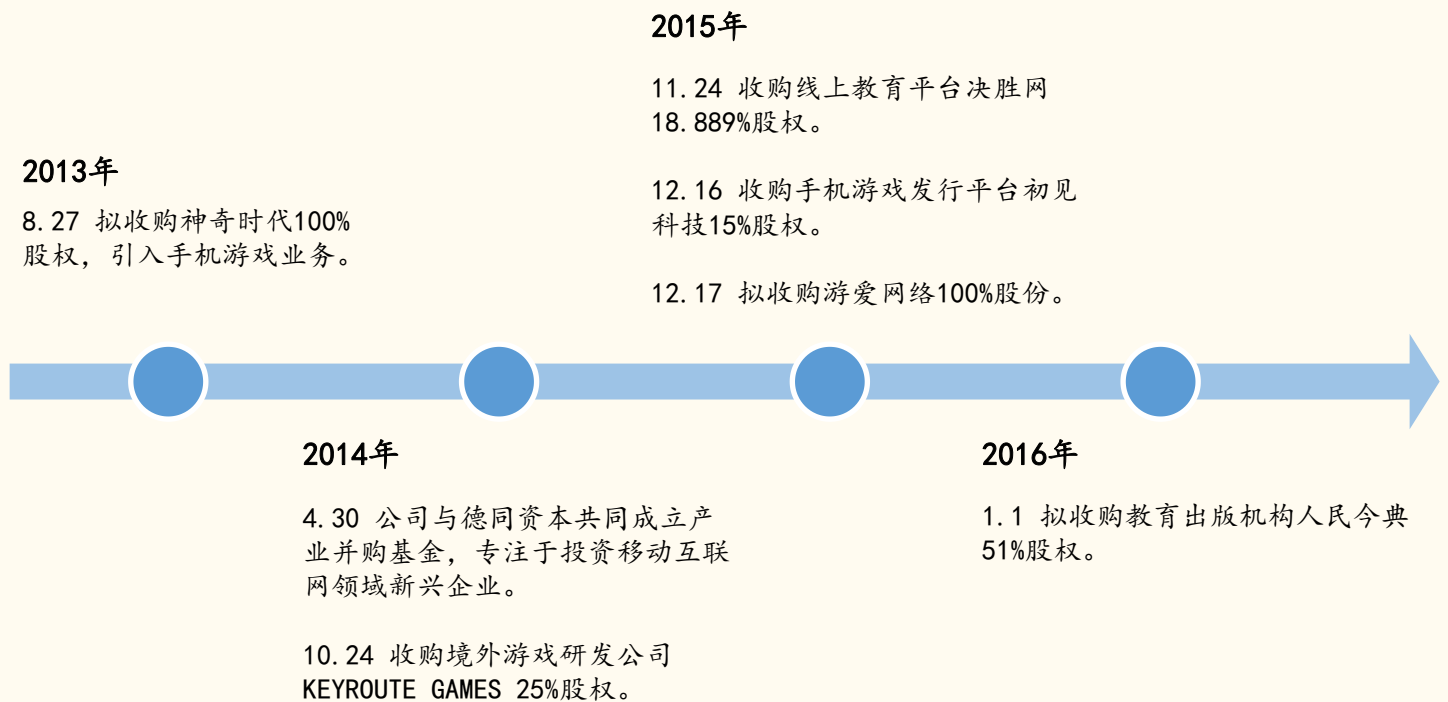 2013年
8.27 拟收购神奇时代100%
股权，引入手机游戏业务。
2014年
4.30 公司与德同资本共同成立产
业并购基金，专注于投资移动互联
网领域新兴企业。
10.24 收购境外游戏研发公司
KEYROUTE GAMES 25%股权。
2015年
11.24 收购线上教育平台决胜网
18.889%股权。
12.16 收购手机游戏发行平台初见
科技15%股权。
12.17 拟收购游爱网络100%股份。
2016年
1.1 拟收购教育出版机构人民今典
51%股权。